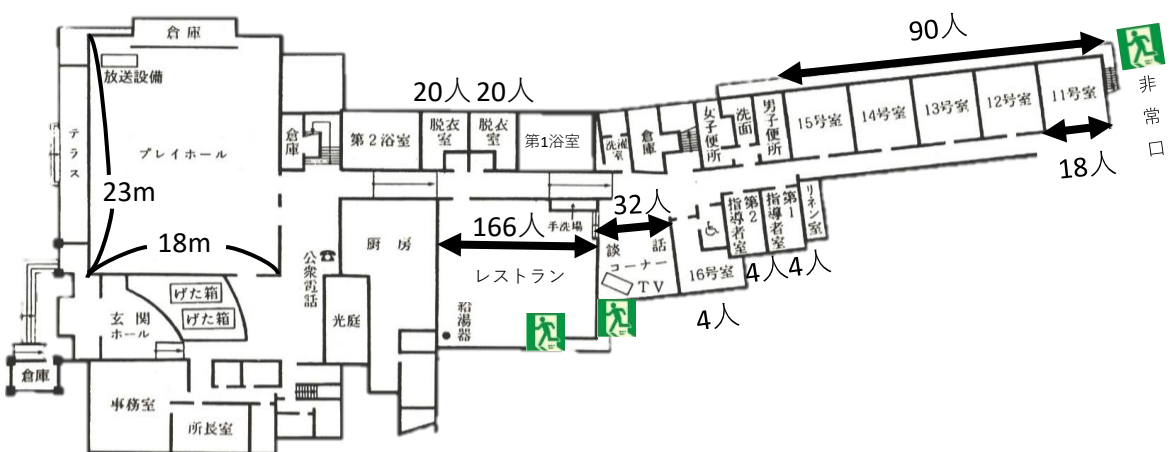 倉庫
放送設備
テラス
プレイホール
23m
18m
倉庫
第2浴室
20人
20人
脱衣室
脱衣室
第1浴室
洗濯室
倉庫
女子便所
洗面
男子便所
90人
15号室
14号室
13号室
12号室
11号室
18人
非常口
厨房
166人
手洗場
レストラン
給湯器
32人
談話
コーナー
TV
16号室
4人
第2指導者室
第1指導者室
リネン室
4人
4人
公衆電話
光庭
げた箱
げた箱
玄関
ホール
倉庫
事務室
所長室